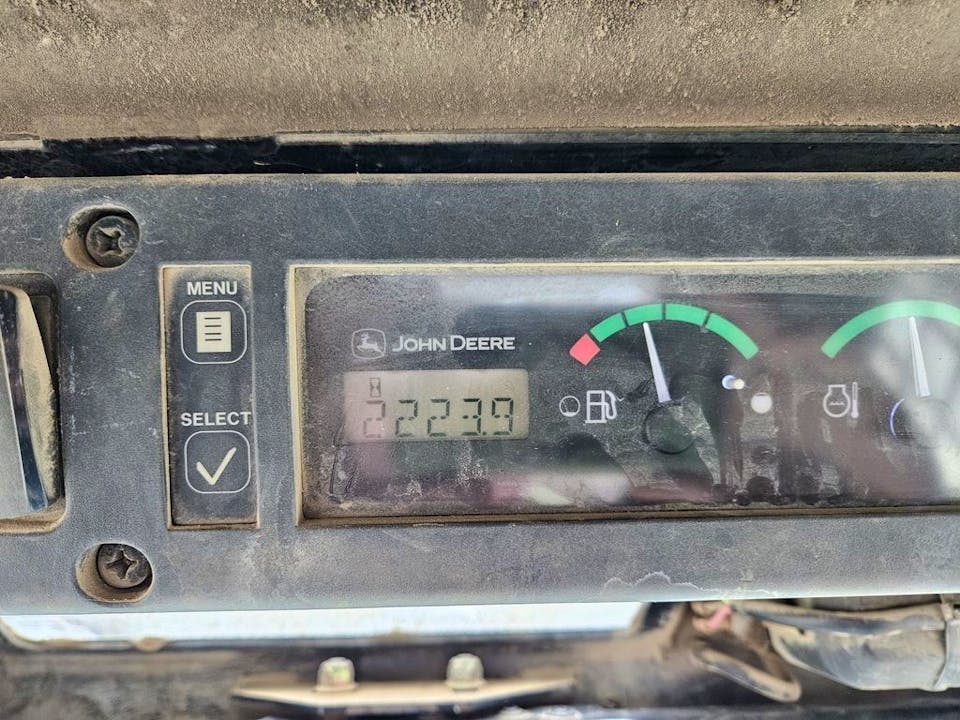 MENU
SELECT
JOHN DEERE
2223.9